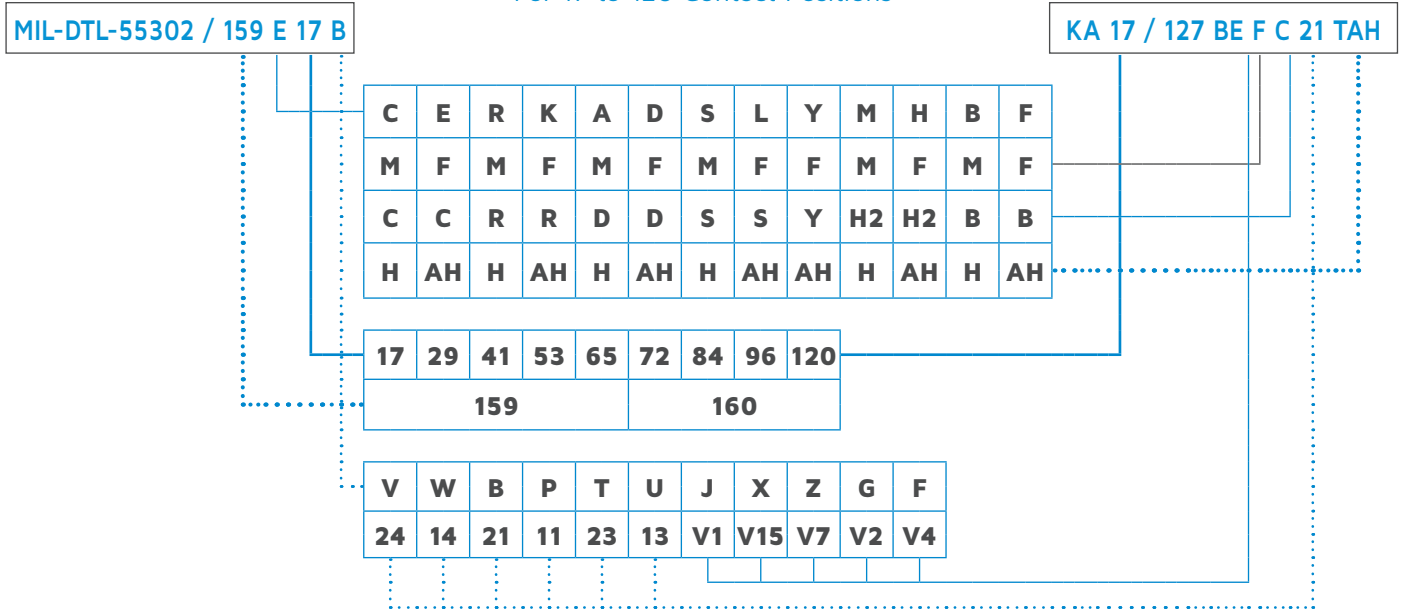 MIL-DTL-55302 / 159 E 17 B
KA 17 / 127 BE F C 21 TAH
C E R K A D S L Y M H B F
M F M F M F M F F M F M F
C C R R D D S S Y H2 H2 B B
H AH H AH H AH H AH AH H AH H AH
17 29 41 53 65 72 84 96 120
159 160
V W B P T U J X Z G F
24 14 21 11 23 13 V1 V15 V7 V2 V4